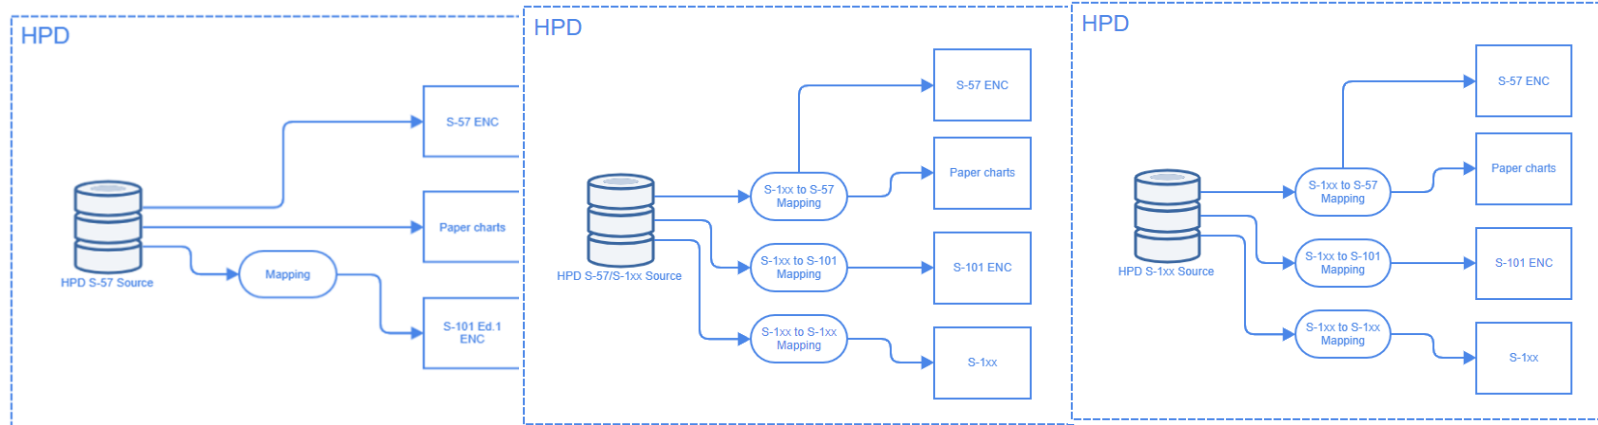 HPD
S-57 ENC
Paper charts
HPD S-57 Source
Mapping
S-101 Ed.1
ENC
HPD
S-57 ENC
S-1xx to S-57
Mapping
Paper charts
HPD S-57/S-1xx Source
S-1xx to S-101
Mapping
S-101 ENC
S-1xx to S-1xx
Mapping
S-1xx
HPD
S-57 ENC
S-1xx to S-57
Mapping
Paper charts
HPD S-1xx Source
S-1xx to S-101
Mapping
S-101 ENC
S-1xx to S-1xx
Mapping
S-1xx